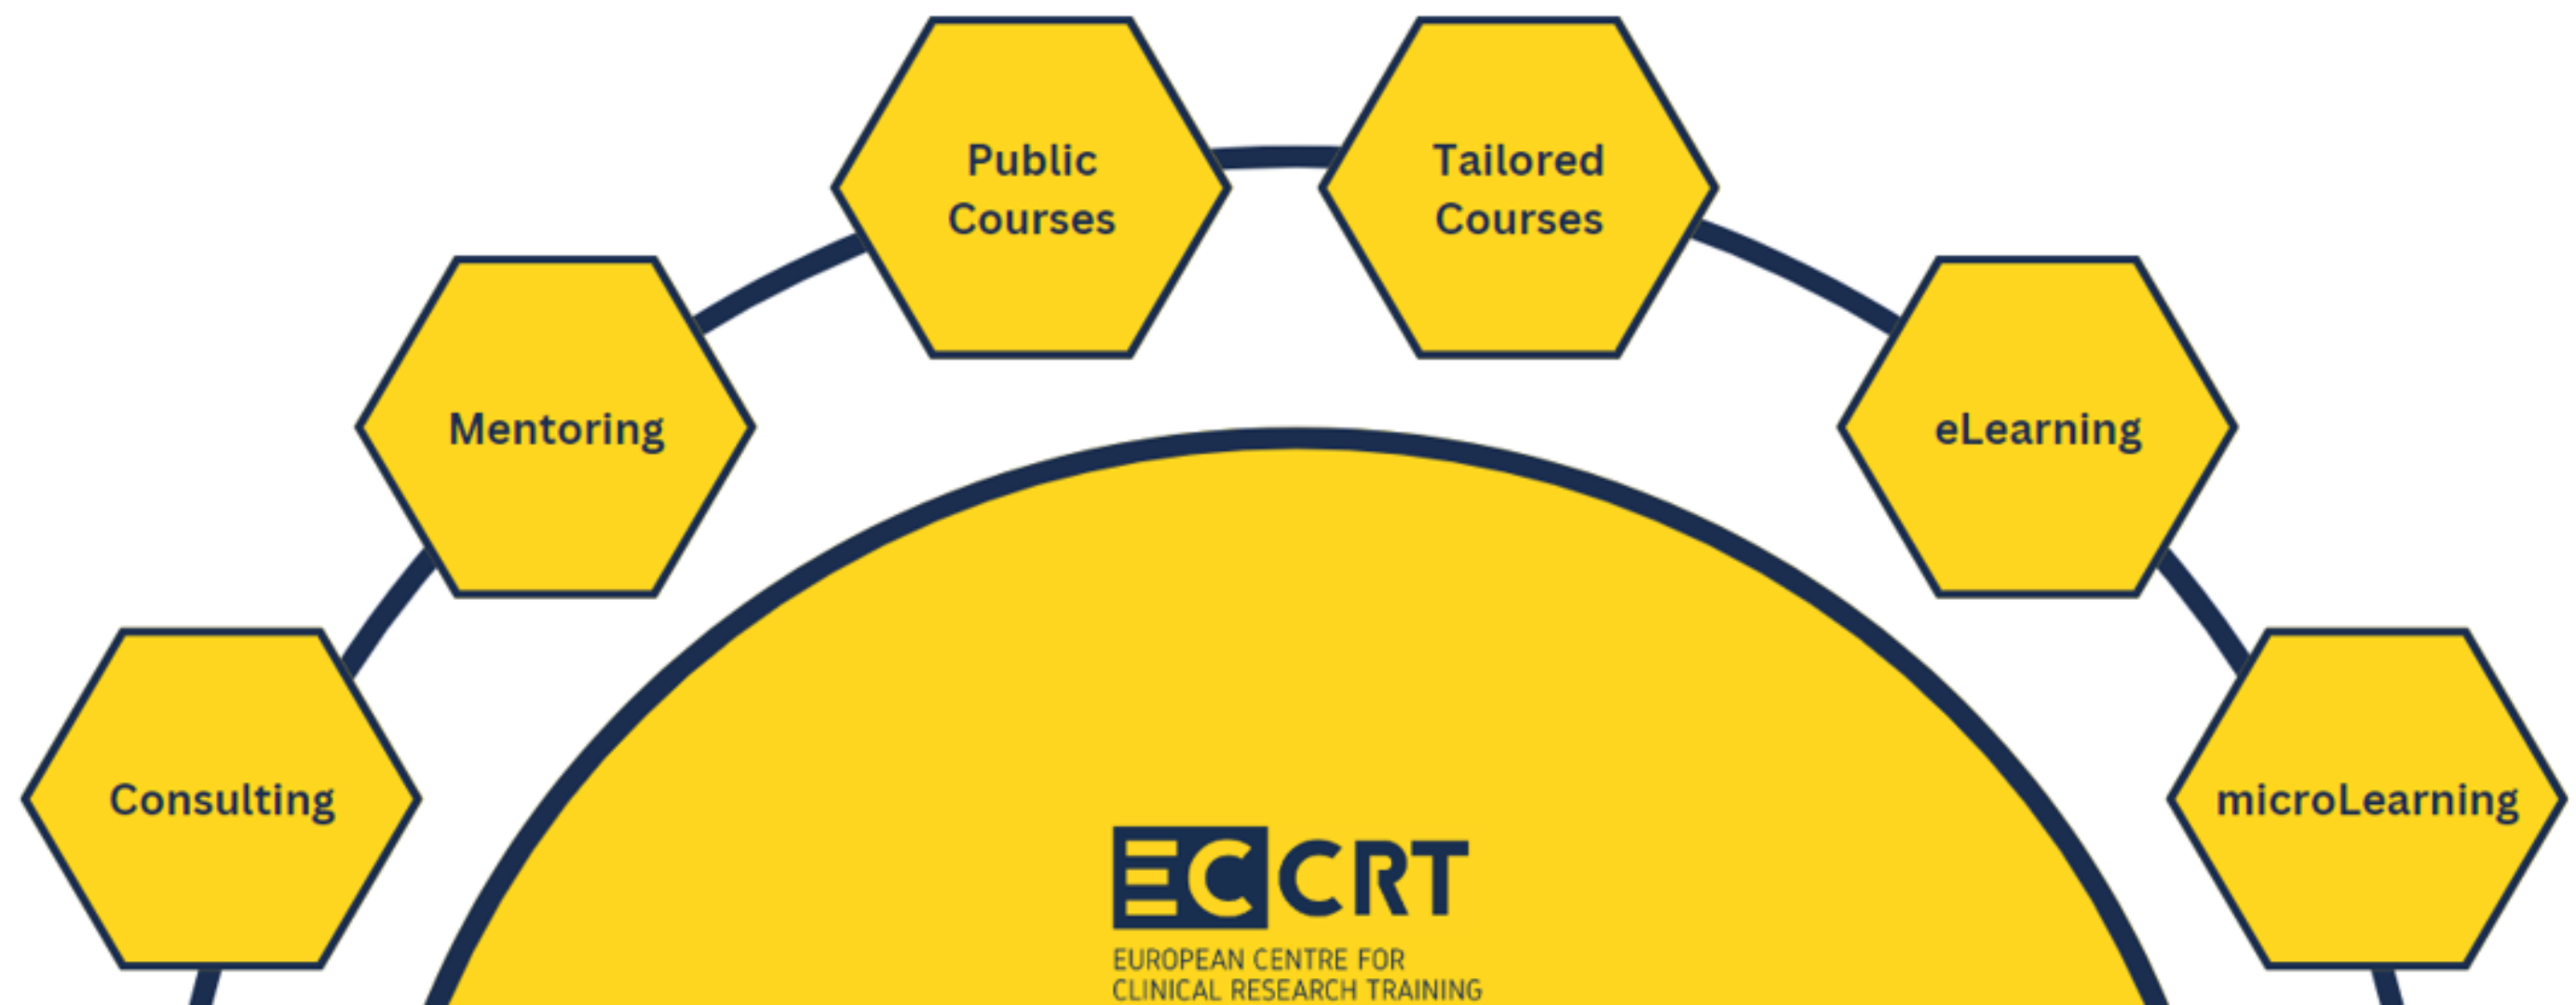 Public
Courses
Tailored
Courses
Mentoring
eLearning
Consulting
microLearning
ECCRT
EUROPEAN CENTRE FOR
CLINICAL RESEARCH TRAINING